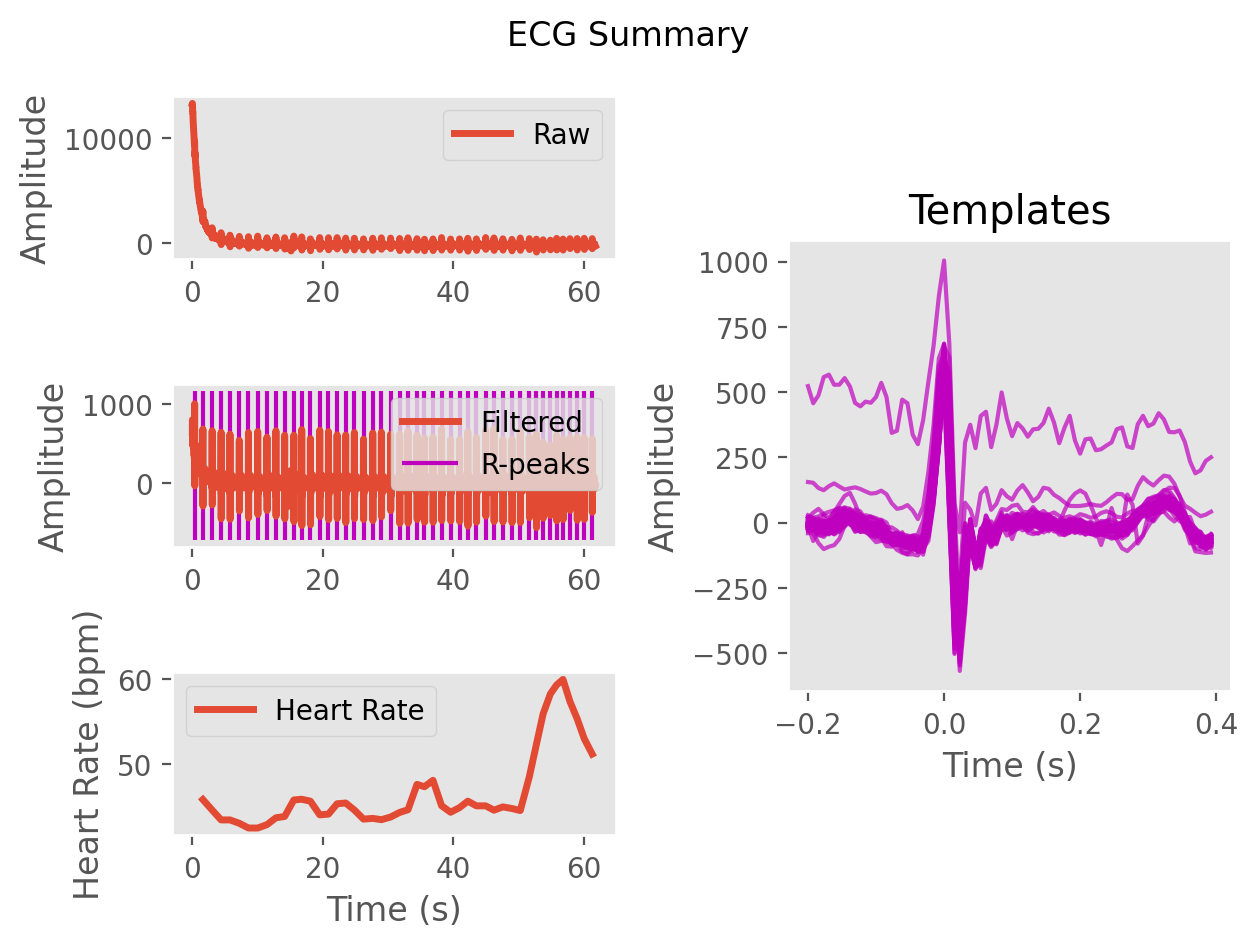 ECG Summary
Amplitude
10000
0
Raw
0 20 40 60
Amplitude
1000
0
Filtered
R-peaks
0 20 40 60
Heart Rate (bpm)
60
50
Heart Rate
0 20 40 60
Time (s)
Templates
Amplitude
1000
750
500
250
0
−250
−500
−0.2 0.0 0.2 0.4
Time (s)